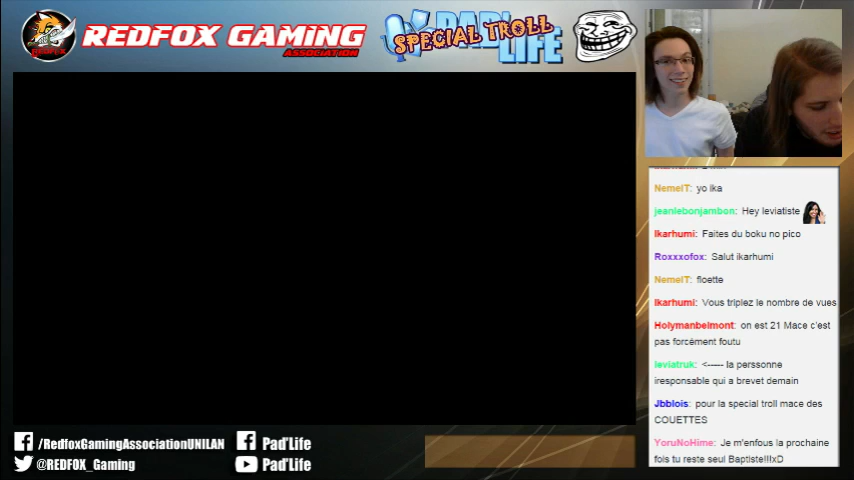 REDFOX GAMING
ASSOCIATION
REDFOX
PAD'LIFE
SPECIAL TROLL
NemeIT: yo ika
jeanlebonjambon: Hey leviatiste
Ikarhumi: Faites du boku no pico
Roxxxofox: Salut ikarhumi
NemeIT: floette
Ikarhumi: Vous triplez le nombre de vues
Holymanbelmont: on est 21 Mace c'est
pas forcément foutu
leviatruk: <----- la perssonne
iresponsable qui a brevet demain
Jbblois: pour la special troll mace des
COUETTES
YoruNoHime: Je m'enfous la prochaine
fois tu reste seul Baptiste!!!xD
/RedfoxGamingAssociationUNILAN
Pad'Life
@REDFOX_Gaming
Pad'Life